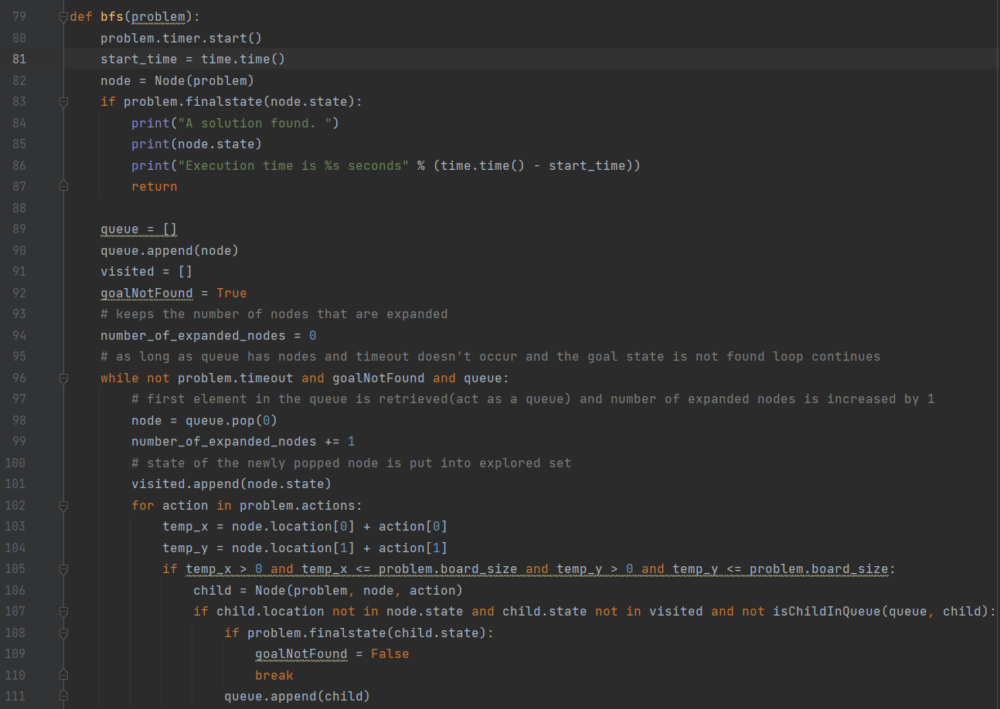 79 def bfs(problem):
80     problem.timer.start()
81     start_time = time.time()
82     node = Node(problem)
83     if problem.finalstate(node.state):
84         print("A solution found. ")
85         print(node.state)
86         print("Execution time is %s seconds" % (time.time() - start_time))
87         return
88
89     queue = []
90     queue.append(node)
91     visited = []
92     goalNotFound = True
93     # keeps the number of nodes that are expanded
94     number_of_expanded_nodes = 0
95     # as long as queue has nodes and timeout doesn't occur and the goal state is not found loop continues
96     while not problem.timeout and goalNotFound and queue:
97         # first element in the queue is retrieved(act as a queue) and number of expanded nodes is increased by 1
98         node = queue.pop(0)
99         number_of_expanded_nodes += 1
100         # state of the newly popped node is put into explored set
101         visited.append(node.state)
102         for action in problem.actions:
103             temp_x = node.location[0] + action[0]
104             temp_y = node.location[1] + action[1]
105             if temp_x > 0 and temp_x <= problem.board_size and temp_y > 0 and temp_y <= problem.board_size:
106                 child = Node(problem, node, action)
107                 if child.location not in node.state and child.state not in visited and not isChildInQueue(queue, child):
108                     if problem.finalstate(child.state):
109                         goalNotFound = False
110                         break
111                     queue.append(child)